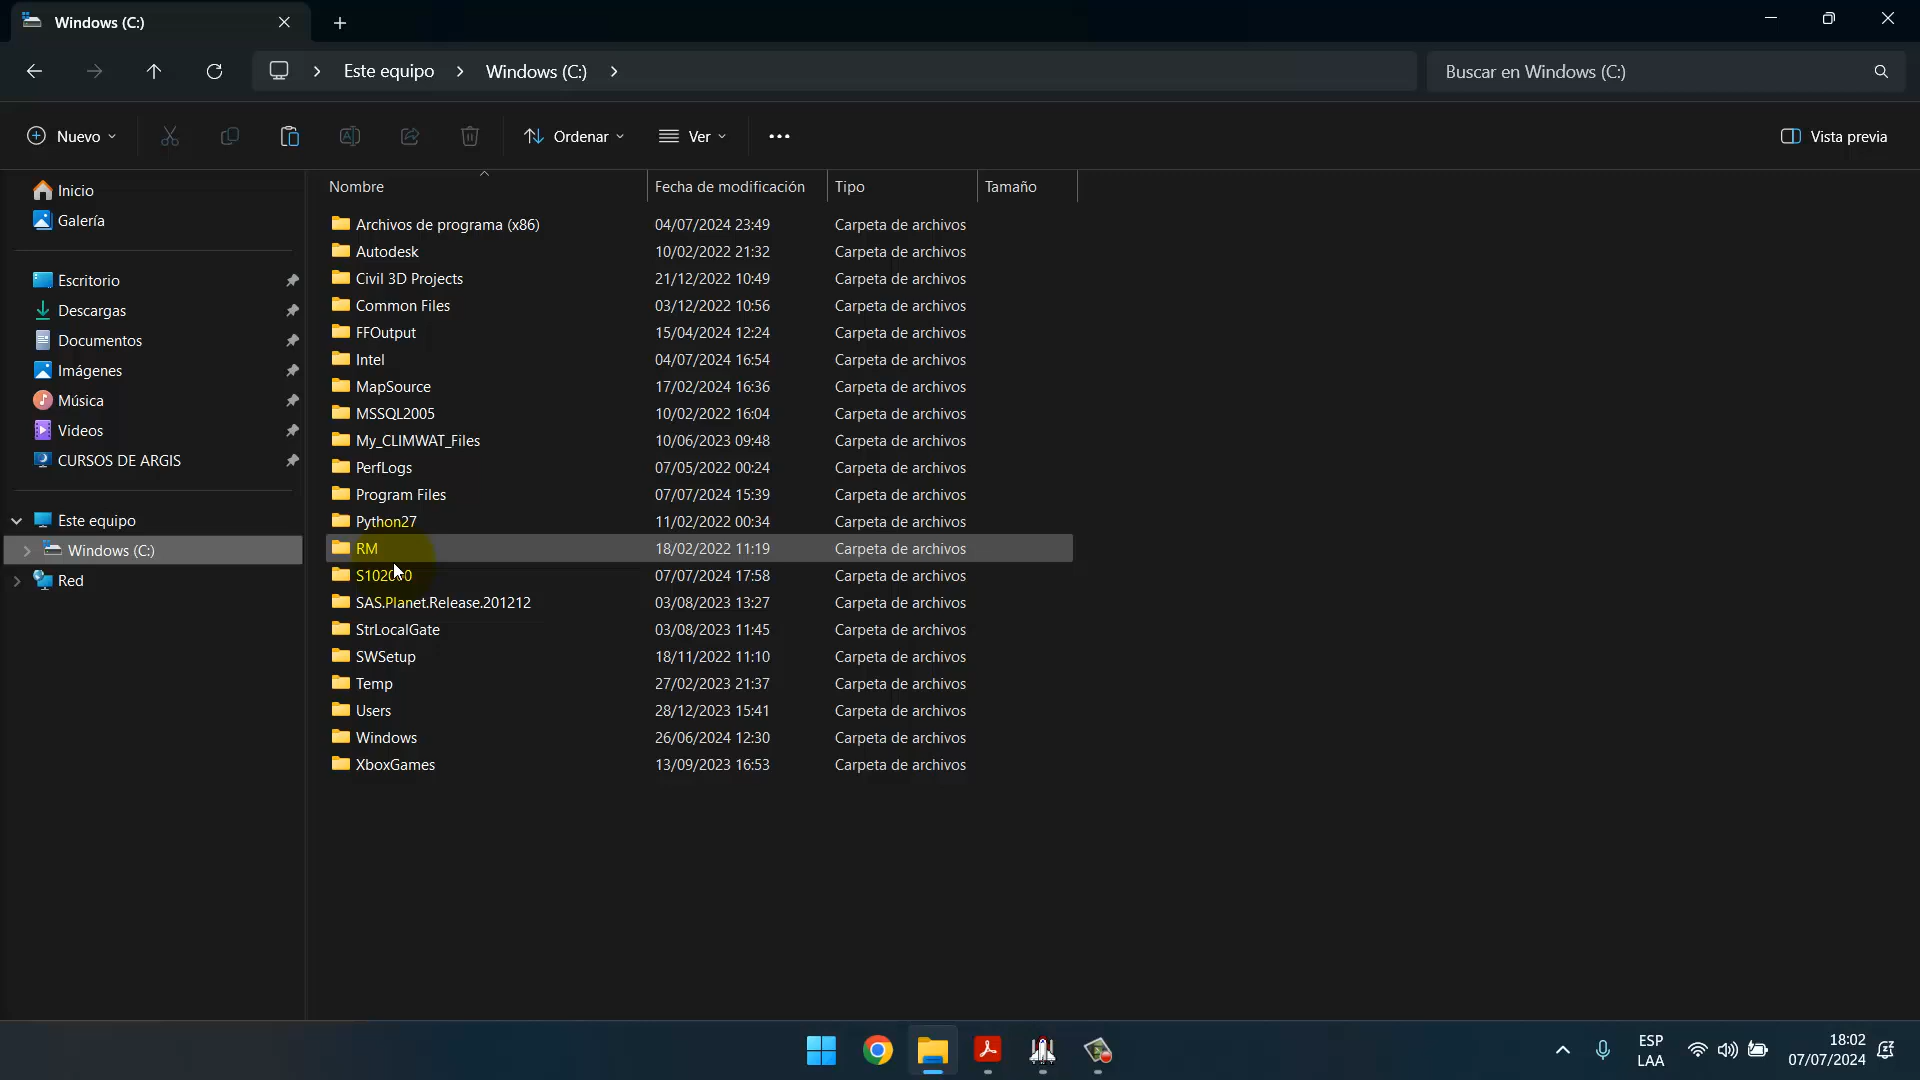 Windows (C:)
Este equipo
Windows (C:)
Buscar en Windows (C:)
Nuevo
Ordenar
Ver
Vista previa
Inicio
Galería
Escritorio
Descargas
Documentos
Imágenes
Música
Videos
CURSOS DE ARGIS
Este equipo
Windows (C:)
Red
Nombre Fecha de modificación Tipo Tamaño
Archivos de programa (x86) 04/07/2024 23:49 Carpeta de archivos
Autodesk 10/02/2022 21:32 Carpeta de archivos
Civil 3D Projects 21/12/2022 10:49 Carpeta de archivos
Common Files 03/12/2022 10:56 Carpeta de archivos
FFOutput 15/04/2024 12:24 Carpeta de archivos
Intel 04/07/2024 16:54 Carpeta de archivos
MapSource 17/02/2024 16:36 Carpeta de archivos
MSSQL2005 10/02/2022 16:04 Carpeta de archivos
My_CLIMWAT_Files 10/06/2023 09:48 Carpeta de archivos
PerfLogs 07/05/2022 00:24 Carpeta de archivos
Program Files 07/07/2024 15:39 Carpeta de archivos
Python27 11/02/2022 00:34 Carpeta de archivos
RM 18/02/2022 11:19 Carpeta de archivos
07/07/2024 17:58 Carpeta de archivos
SAS.Planet.Release.201212 03/08/2023 13:27 Carpeta de archivos
StrLocalGate 03/08/2023 11:45 Carpeta de archivos
SWSetup 18/11/2022 11:10 Carpeta de archivos
Temp 27/02/2023 21:37 Carpeta de archivos
Users 28/12/2023 15:41 Carpeta de archivos
Windows 26/06/2024 12:30 Carpeta de archivos
XboxGames 13/09/2023 16:53 Carpeta de archivos
ESP
LAA
18:02
07/07/2024